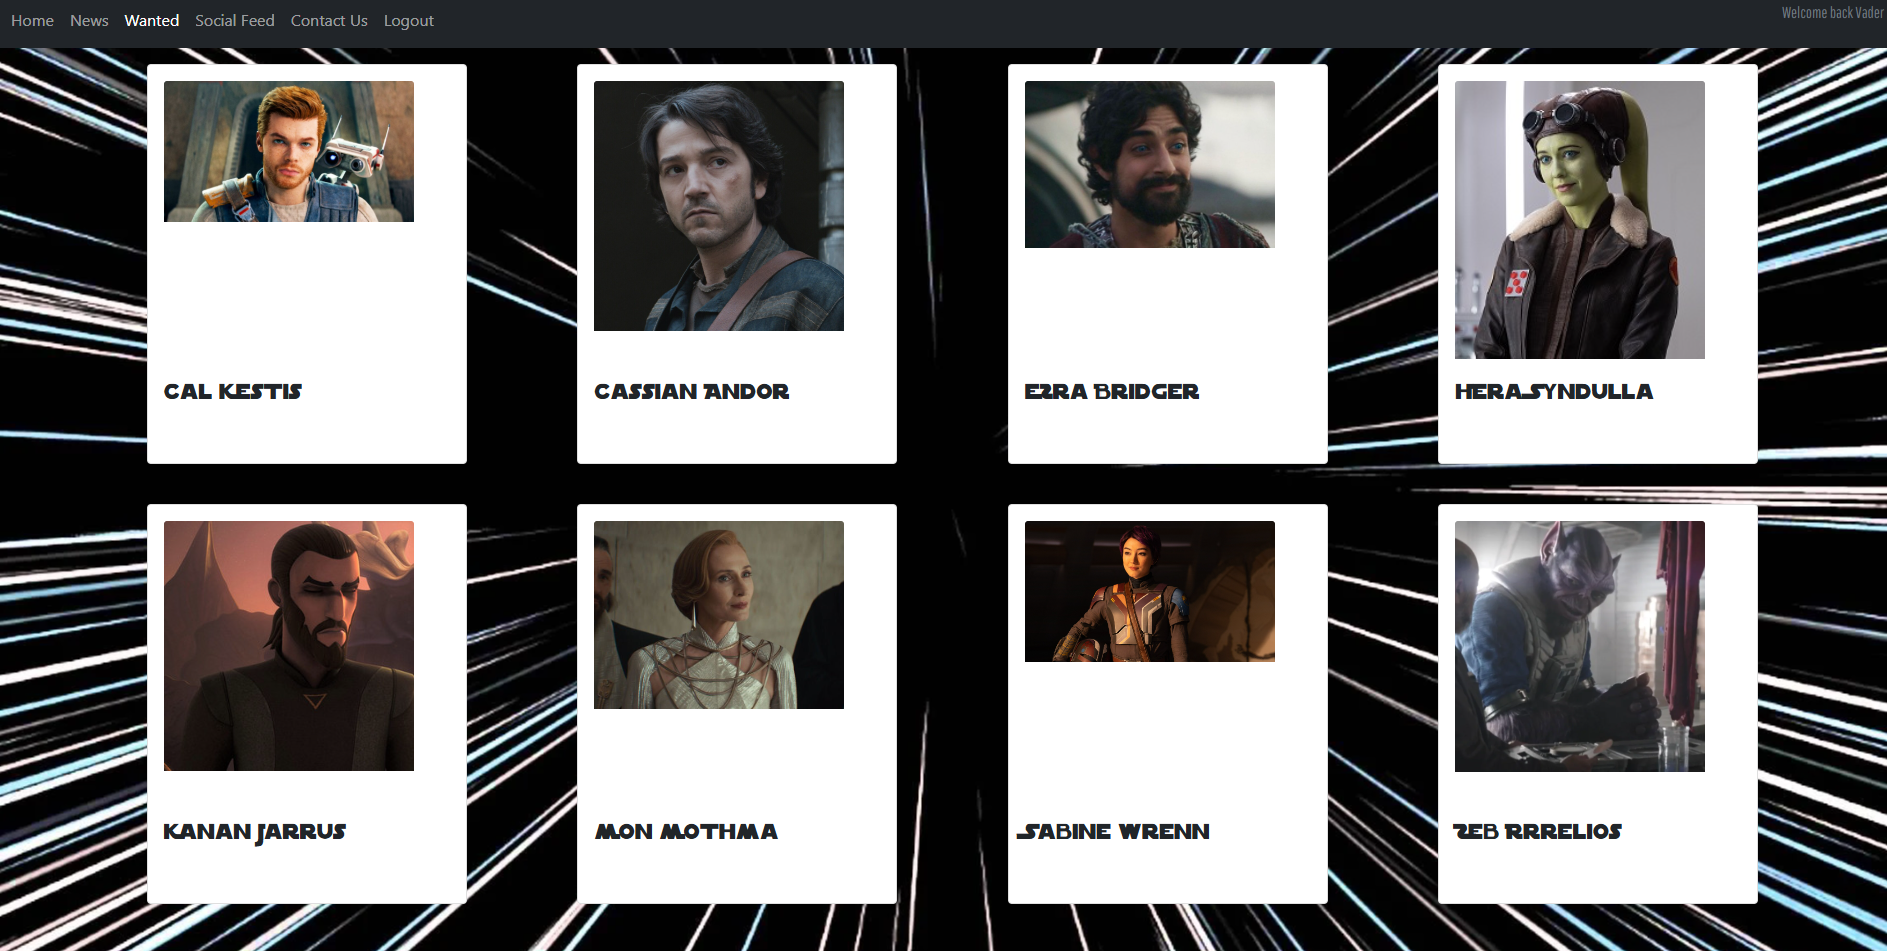 Home News Wanted Social Feed Contact Us Logout
Welcome back Vader
Cal Kestis
Cassian Andor
Ezra Bridger
Hera Syndulla
Kanan Jarrus
Mon Mothma
Sabine Wrenn
Zeb Rrrelios